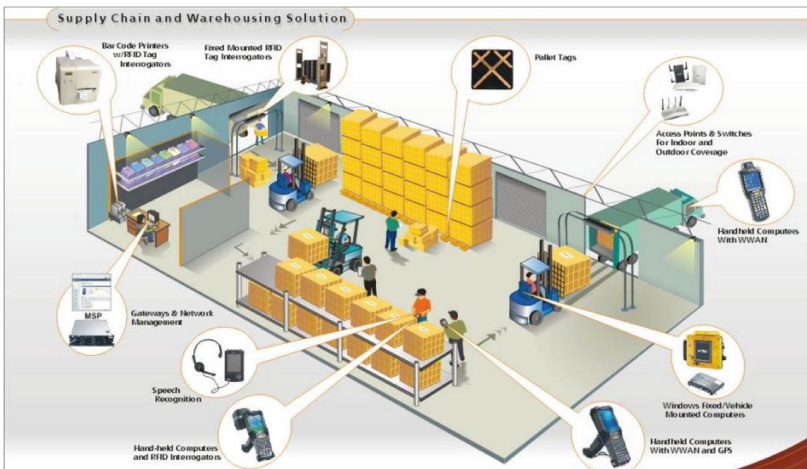 Supply Chain and Warehousing Solution
Bar Code Printers
w/RFID Tag
Interrogators
Fixed Mounted RFID
Tag Interrogators
Pallet Tags
Access Points & Switches
For Indoor and
Outdoor Coverage
Handheld Computers
With WWAN
MSP
Gateways & Network
Management
Speech
Recognition
Windows Fixed/Vehicle
Mounted Computers
Hand-held Computers
and RFID Interrogators
Handheld Computers
With WWAN and GPS